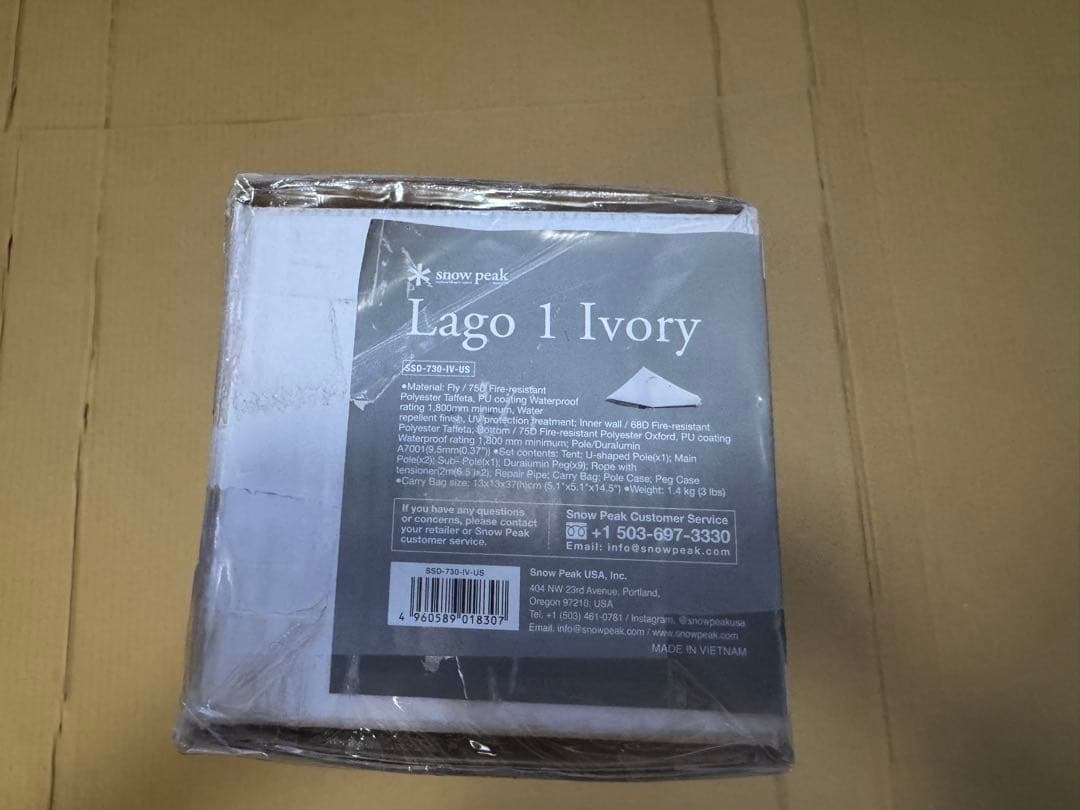 snow peak
Lago 1 Ivory
SSD-730-IV-US
●Material: Fly / 75D Fire-resistant
Polyester Taffeta, PU coating Waterproof
rating 1,800mm minimum, Water
repellent finish, UV protection treatment; Inner wall / 68D Fire-resistant
Polyester Taffeta; Bottom / 75D Fire-resistant Polyester Oxford, PU coating
Waterproof rating 1,800 mm minimum; Pole/Duralumin
A7001(9.5mm(0.37")) ●Set contents: Tent; U-shaped Pole(x1); Main
Pole(x2); Sub- Pole(x1); Duralumin Peg(x9); Rope with
tensioner(2m(6.5')x2); Repair Pipe; Carry Bag; Pole Case; Peg Case
●Carry Bag size: 13x13x37(h)cm (5.1"x5.1"x14.5") ●Weight: 1.4 kg (3 lbs)
If you have any questions
or concerns, please contact
your retailer or Snow Peak
customer service.
Snow Peak Customer Service
+1 503-697-3330
Email: info@snowpeak.com
SSD-730-IV-US
4 960589 018307
Snow Peak USA, Inc.
404 NW 23rd Avenue, Portland,
Oregon 97210, USA
Tel. +1 (503) 461-0781 / Instagram. @snowpeakusa
Email. info@snowpeak.com / www.snowpeak.com
MADE IN VIETNAM